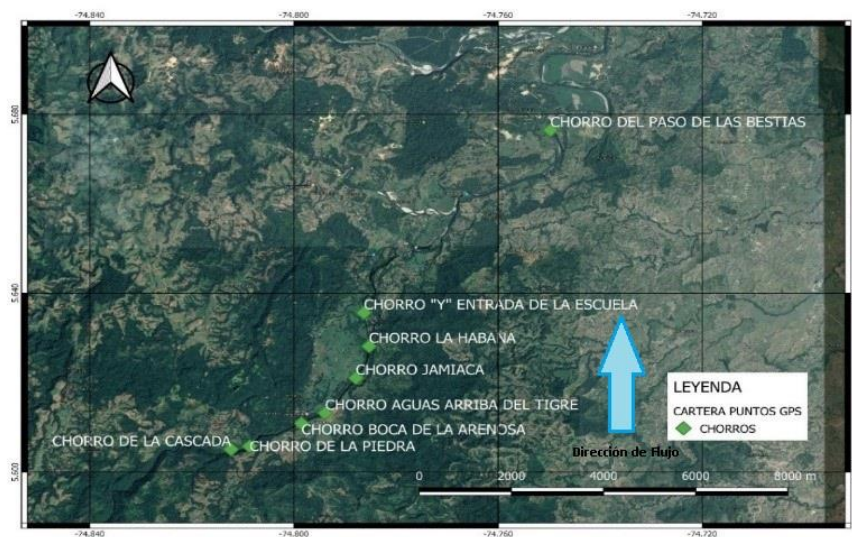 -74.840 -74.800 -74.760 -74.720
5.680
CHORRO DEL PASO DE LAS BESTIAS
5.640
CHORRO "Y" ENTRADA DE LA ESCUELA
CHORRO LA HABANA
CHORRO JAMIACA
LEYENDA
CARTERA PUNTOS GPS
CHORROS
CHORRO AGUAS ARRIBA DEL TIGRE
CHORRO BOCA DE LA ARENOSA
CHORRO DE LA CASCADA
CHORRO DE LA PIEDRA
Dirección de Flujo
5.600
0 2000 4000 6000 8000 m
-74.840 -74.800 -74.760 -74.720